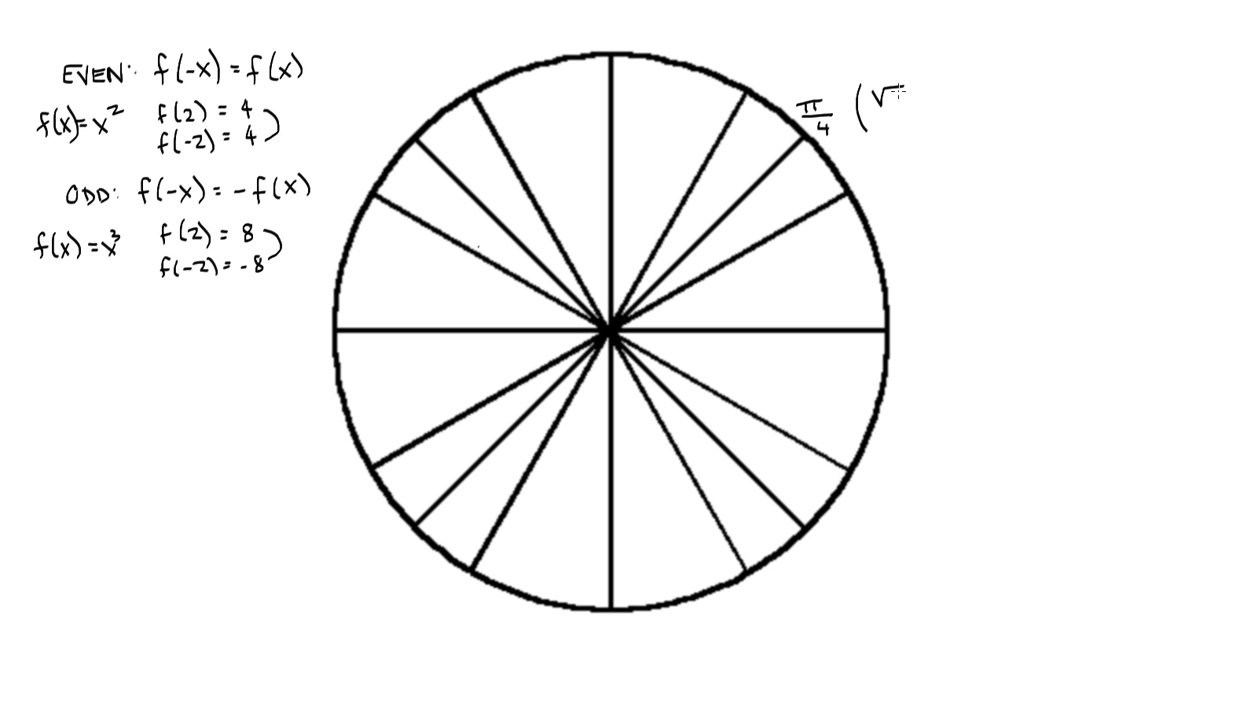 EVEN: f(-x) = f(x)
f(x)= x² f(2) = 4
f(-2) = 4
ODD: f(-x) = -f(x)
f(x) = x³ f(2) = 8
f(-2) = -8
π/4 (√